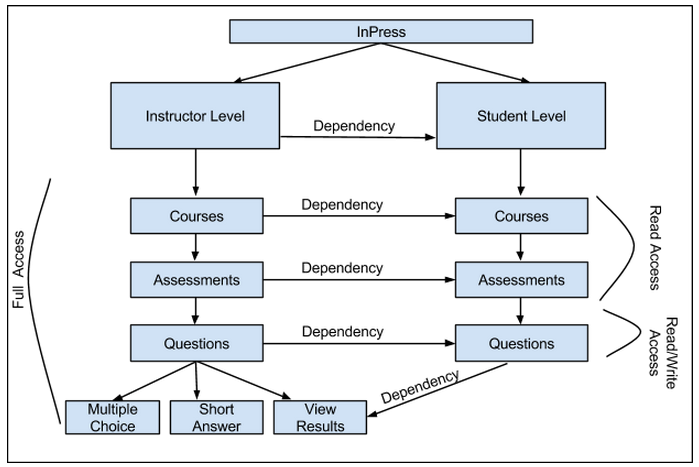 InPress
Instructor Level
Dependency
Student Level
Courses
Dependency
Courses
Read Access
Full Access
Assessments
Dependency
Assessments
Questions
Dependency
Questions
Read/Write
Access
Dependency
Multiple
Choice
Short
Answer
View
Results